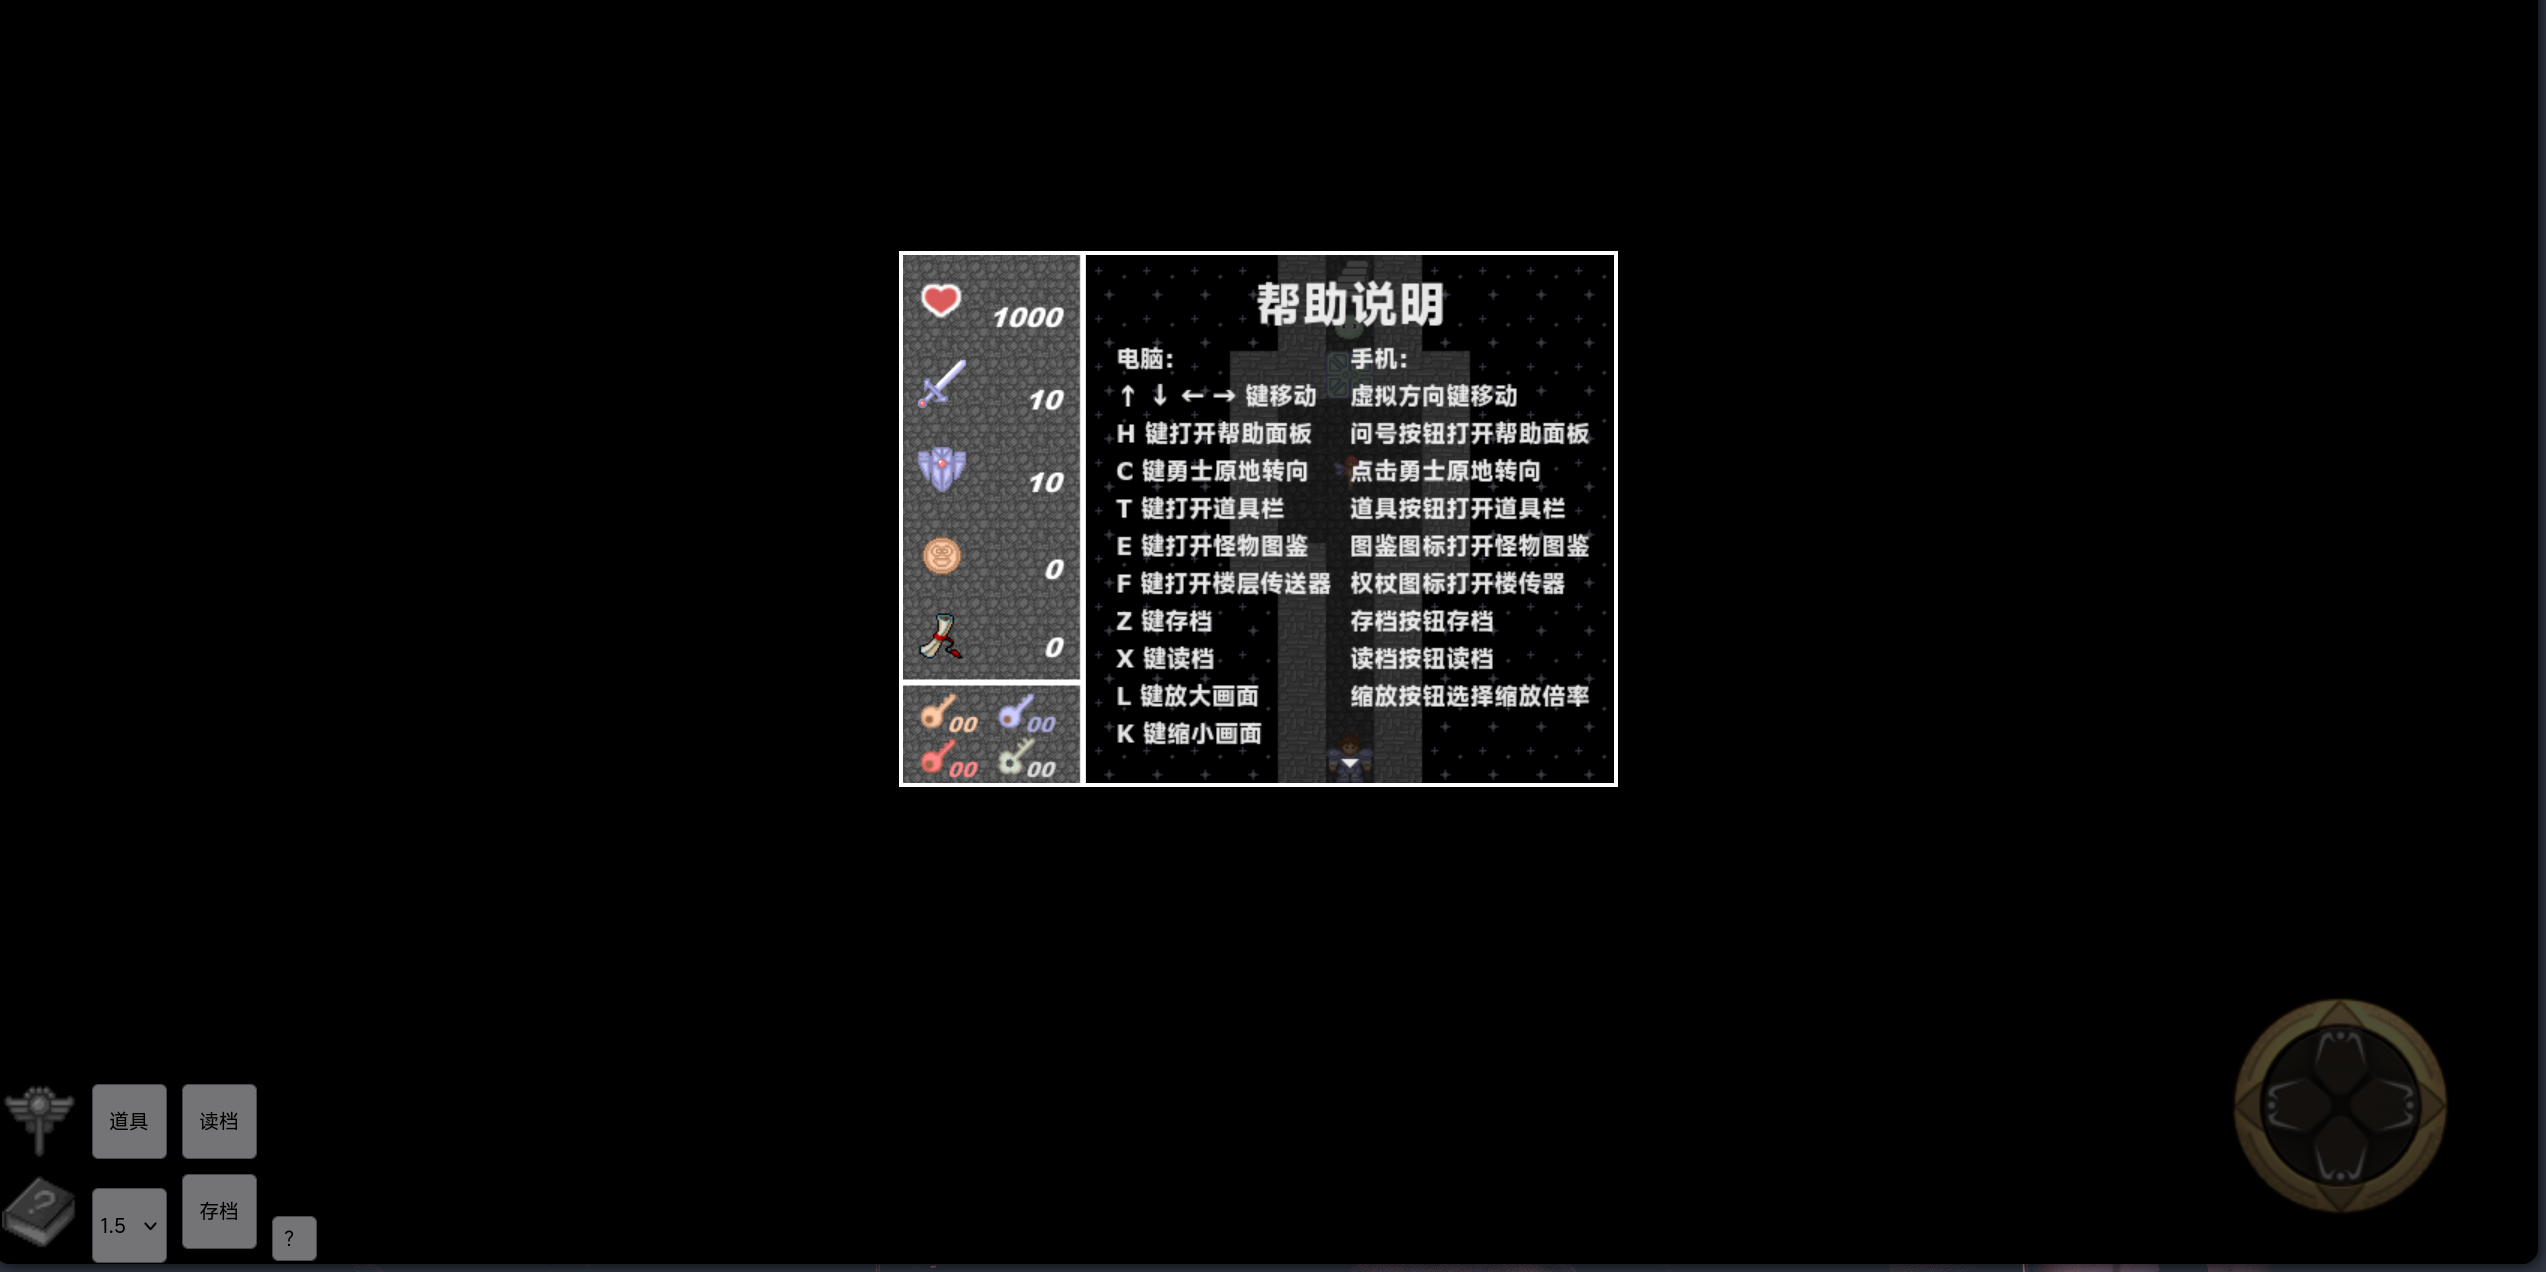 1000
10
10
0
0
00 00
00 00
帮助说明
电脑: 手机:
↑ ↓ ← → 键移动 虚拟方向键移动
H 键打开帮助面板 问号按钮打开帮助面板
C 键勇士原地转向 点击勇士原地转向
T 键打开道具栏 道具按钮打开道具栏
E 键打开怪物图鉴 图鉴图标打开怪物图鉴
F 键打开楼层传送器 权杖图标打开楼传器
Z 键存档 存档按钮存档
X 键读档 读档按钮读档
L 键放大画面 缩放按钮选择缩放倍率
K 键缩小画面
道具 读档
1.5 存档 ?
?